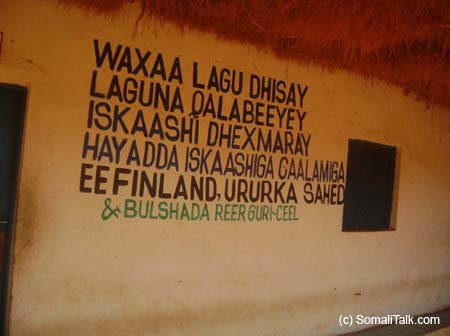 WAXAA LAGU DHISAY
LAGUNA QALABEEYEY
ISKAASHI DHEXMARAY
HAYADDA ISKAASHIGA CAALAMIGA
EE FINLAND, URURKA SAHED
& BULSHADA REER GURI-CEEL
(c) SomaliTalk.com